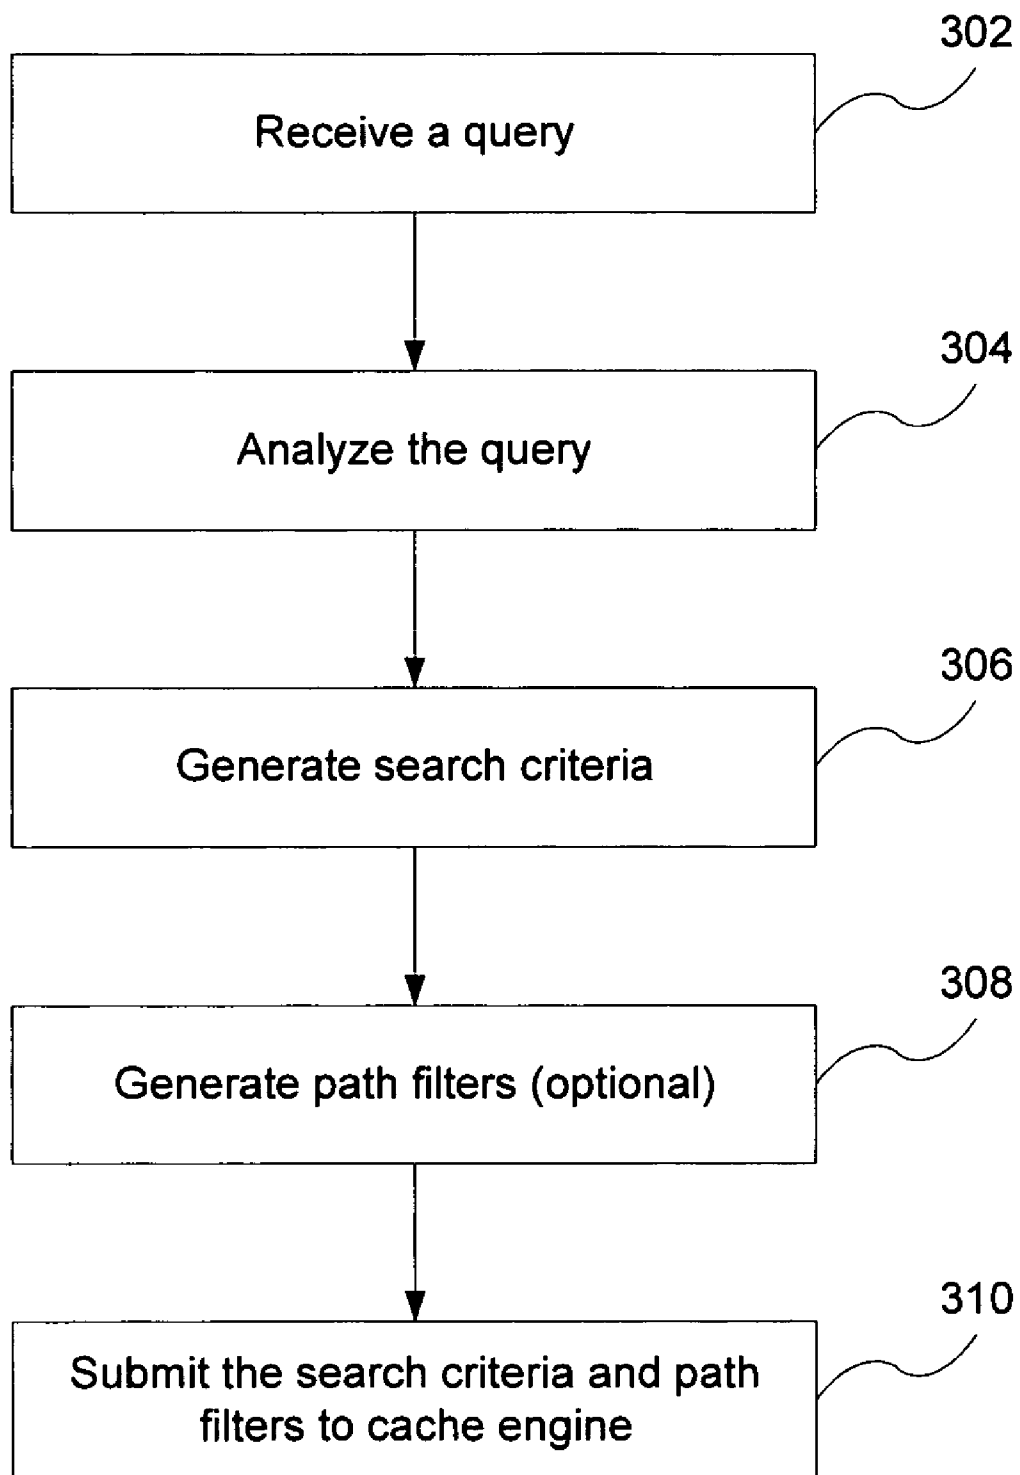 302
Receive a query
304
Analyze the query
306
Generate search criteria
308
Generate path filters (optional)
310
Submit the search criteria and path
filters to cache engine